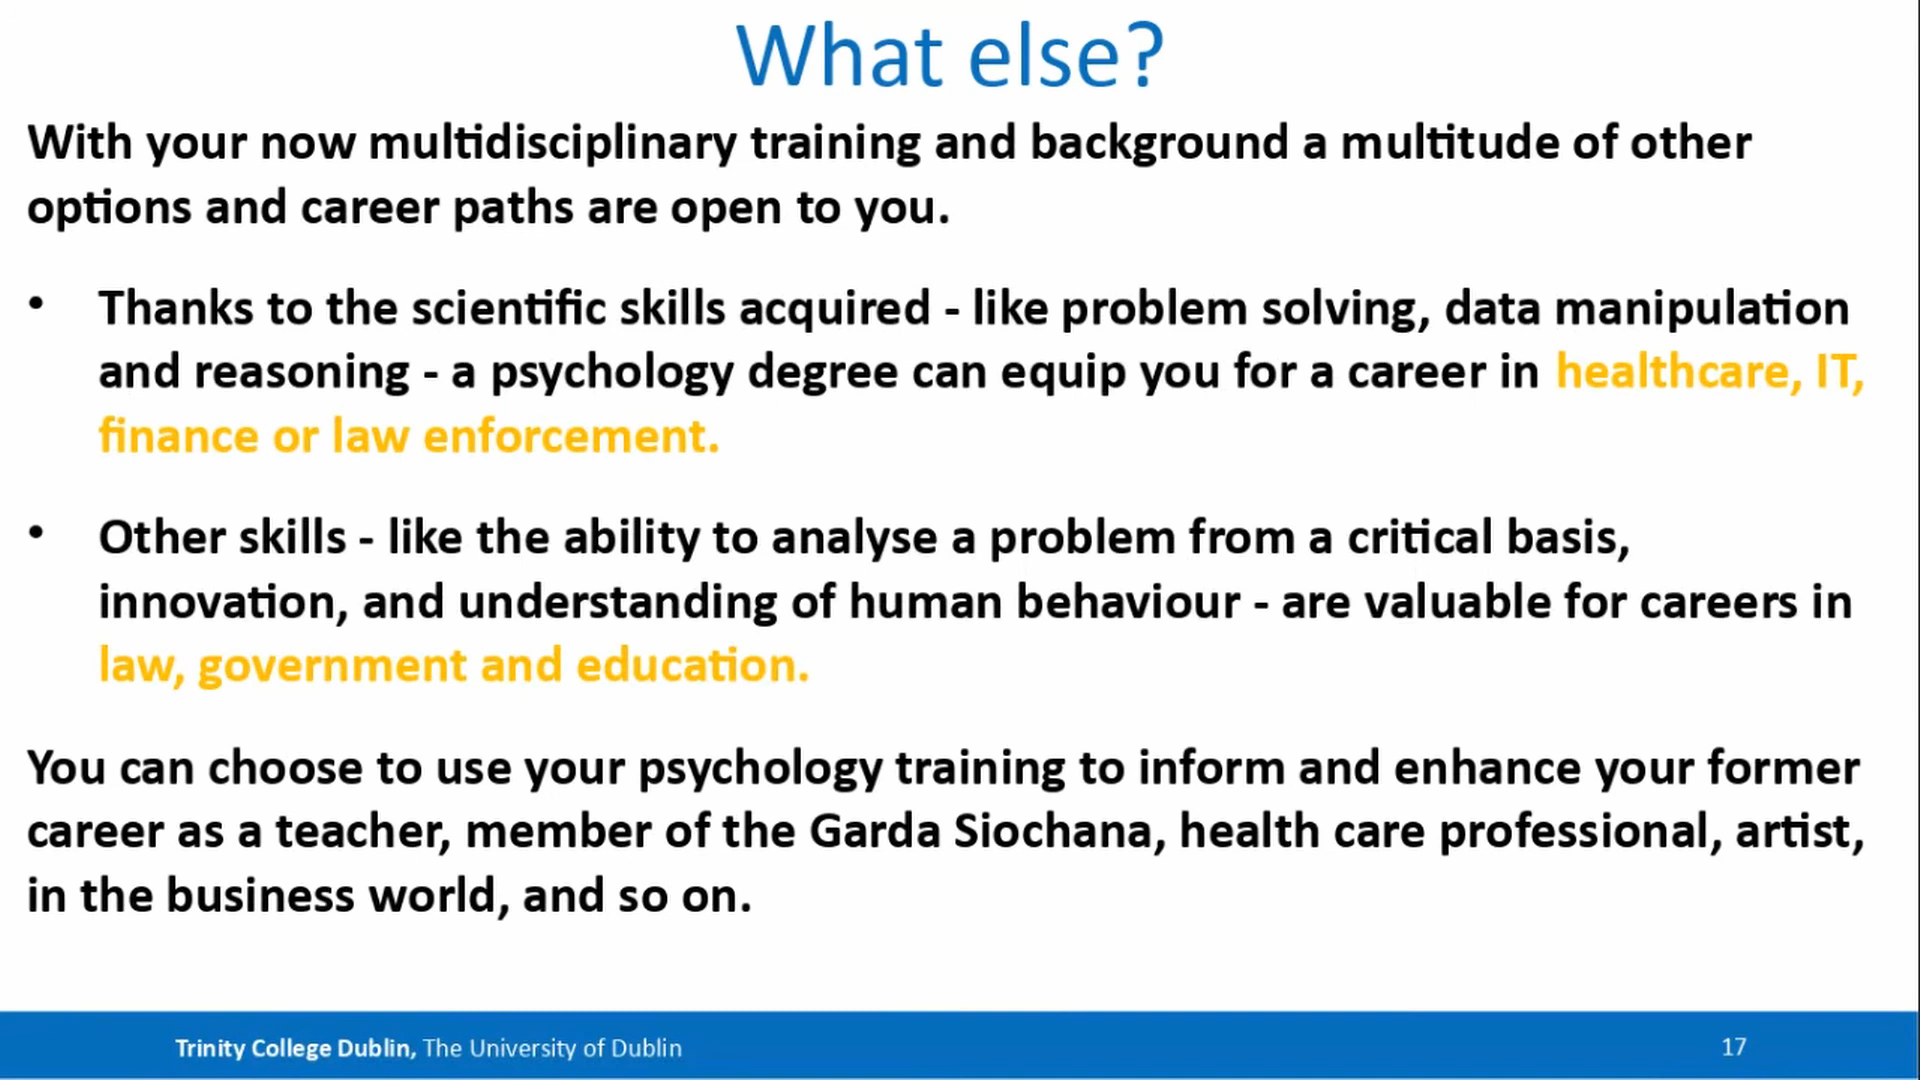 What else?
With your now multidisciplinary training and background a multitude of other
options and career paths are open to you.
• Thanks to the scientific skills acquired - like problem solving, data manipulation
and reasoning - a psychology degree can equip you for a career in healthcare, IT,
finance or law enforcement.
• Other skills - like the ability to analyse a problem from a critical basis,
innovation, and understanding of human behaviour - are valuable for careers in
law, government and education.
You can choose to use your psychology training to inform and enhance your former
career as a teacher, member of the Garda Siochana, health care professional, artist,
in the business world, and so on.
Trinity College Dublin, The University of Dublin
17